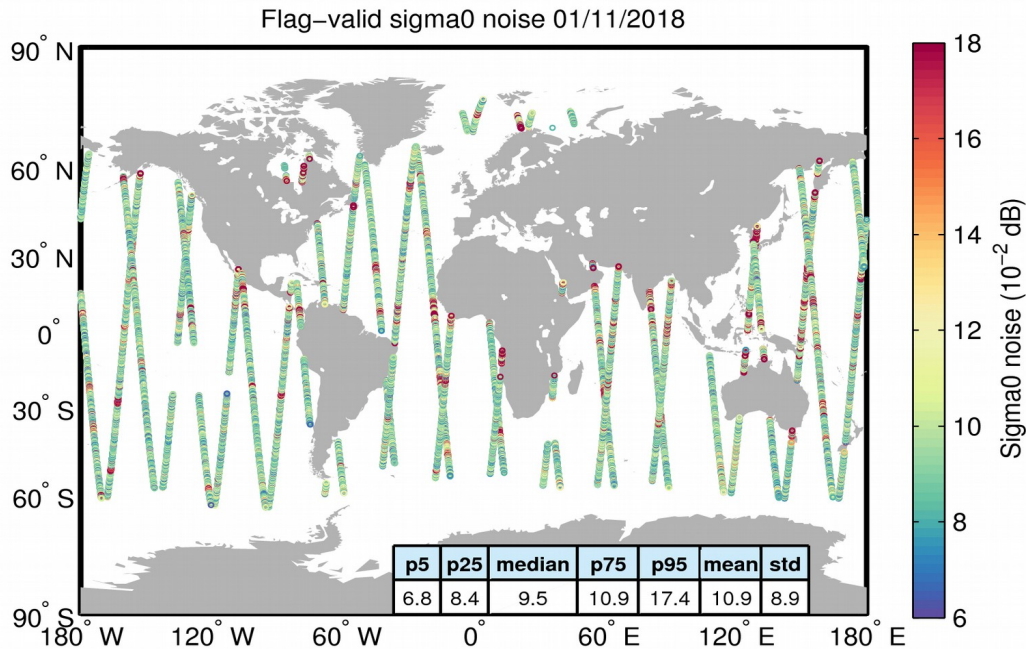 Flag−valid sigma0 noise 01/11/2018
90° N
60° N
30° N
0°
30° S
60° S
90° S
180° W
120° W
60° W
0°
60° E
120° E
180° E
18
16
14
12
10
8
6
Sigma0 noise (10⁻² dB)
p5 p25 median p75 p95 mean std
6.8 8.4 9.5 10.9 17.4 10.9 8.9